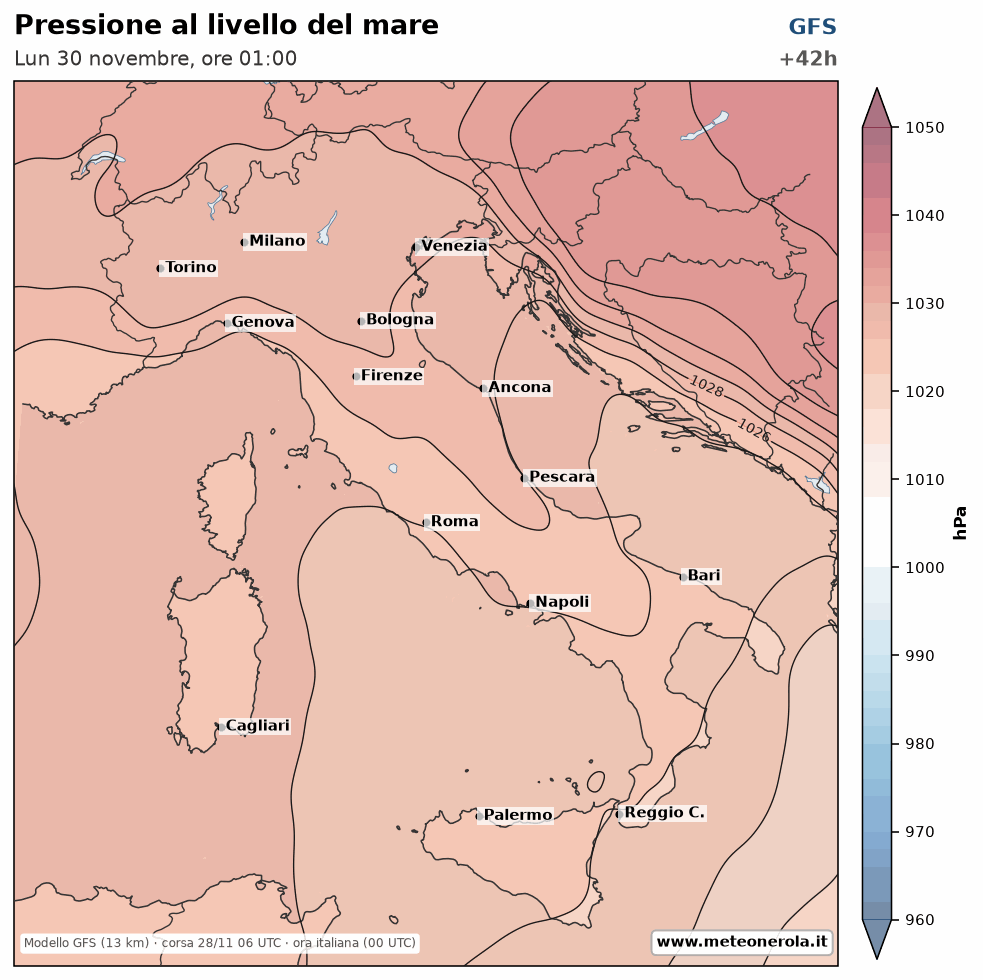 Pressione al livello del mare
GFS
Lun 30 novembre, ore 01:00
+42h
1050
1040
1030
1020
1010
1000
990
980
970
960
hPa
Milano
Venezia
Torino
Genova
Bologna
Firenze
Ancona
1028
1026
Pescara
Roma
Bari
Napoli
Cagliari
Palermo
Reggio C.
Modello GFS (13 km) · corsa 28/11 06 UTC · ora italiana (00 UTC)
www.meteonerola.it